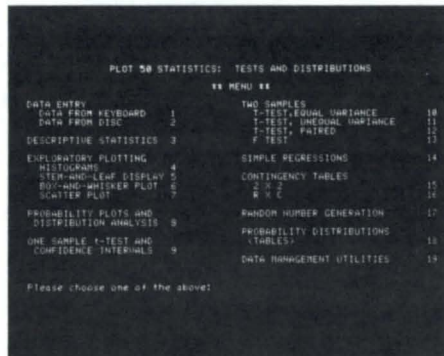 PLOT 50 STATISTICS: TESTS AND DISTRIBUTIONS
** MENU **
DATA ENTRY
DATA FROM KEYBOARD 1
DATA FROM DISC 2
DESCRIPTIVE STATISTICS 3
EXPLORATORY PLOTTING
HISTOGRAMS 4
STEM-AND-LEAF DISPLAY 5
BOX-AND-WHISKER PLOT 6
SCATTER PLOT 7
PROBABILITY PLOTS AND
DISTRIBUTION ANALYSIS 8
ONE SAMPLE t-TEST AND
CONFIDENCE INTERVALS 9
TWO SAMPLES
T-TEST,EQUAL VARIANCE 10
T-TEST, UNEQUAL VARIANCE 11
T-TEST, PAIRED 12
F TEST 13
SIMPLE REGRESSIONS 14
CONTINGENCY TABLES
2 X 2 15
R X C 16
RANDOM NUMBER GENERATION 17
PROBABILITY DISTRIBUTIONS
(TABLES) 18
DATA MANAGEMENT UTILITIES 19
Please choose one of the above: